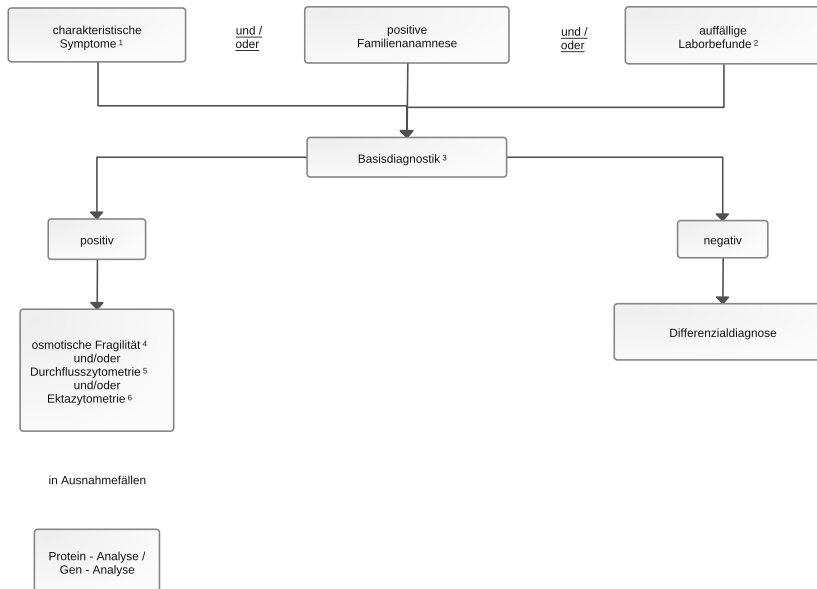 charakteristische
Symptome 1
und /
oder
positive
Familienanamnese
und /
oder
auffällige
Laborbefunde 2
Basisdiagnostik 3
positiv
negativ
osmotische Fragilität 4
und/oder
Durchflusszytometrie 5
und/oder
Ektazytometrie 6
Differenzialdiagnose
in Ausnahmefällen
Protein - Analyse /
Gen - Analyse